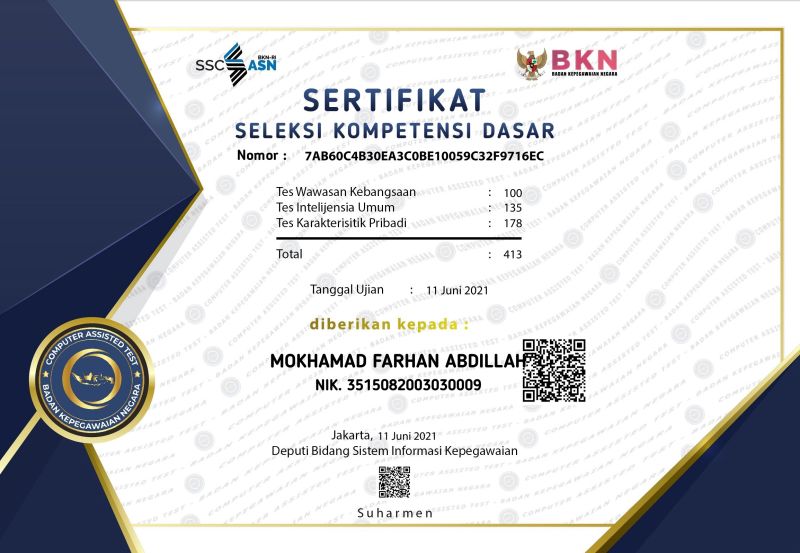 SSC BKN-RI ASN
BKN
BADAN KEPEGAWAIAN NEGARA
SERTIFIKAT
SELEKSI KOMPETENSI DASAR
Nomor : 7AB60C4B30EA3C0BE10059C32F9716EC
Tes Wawasan Kebangsaan : 100
Tes Intelijensia Umum : 135
Tes Karakterisitik Pribadi : 178
Total : 413
Tanggal Ujian : 11 Juni 2021
diberikan kepada :
MOKHAMAD FARHAN ABDILLAH
NIK. 3515082003030009
COMPUTER ASSISTED TEST
BADAN KEPEGAWAIAN NEGARA
Jakarta, 11 Juni 2021
Deputi Bidang Sistem Informasi Kepegawaian
Suharmen